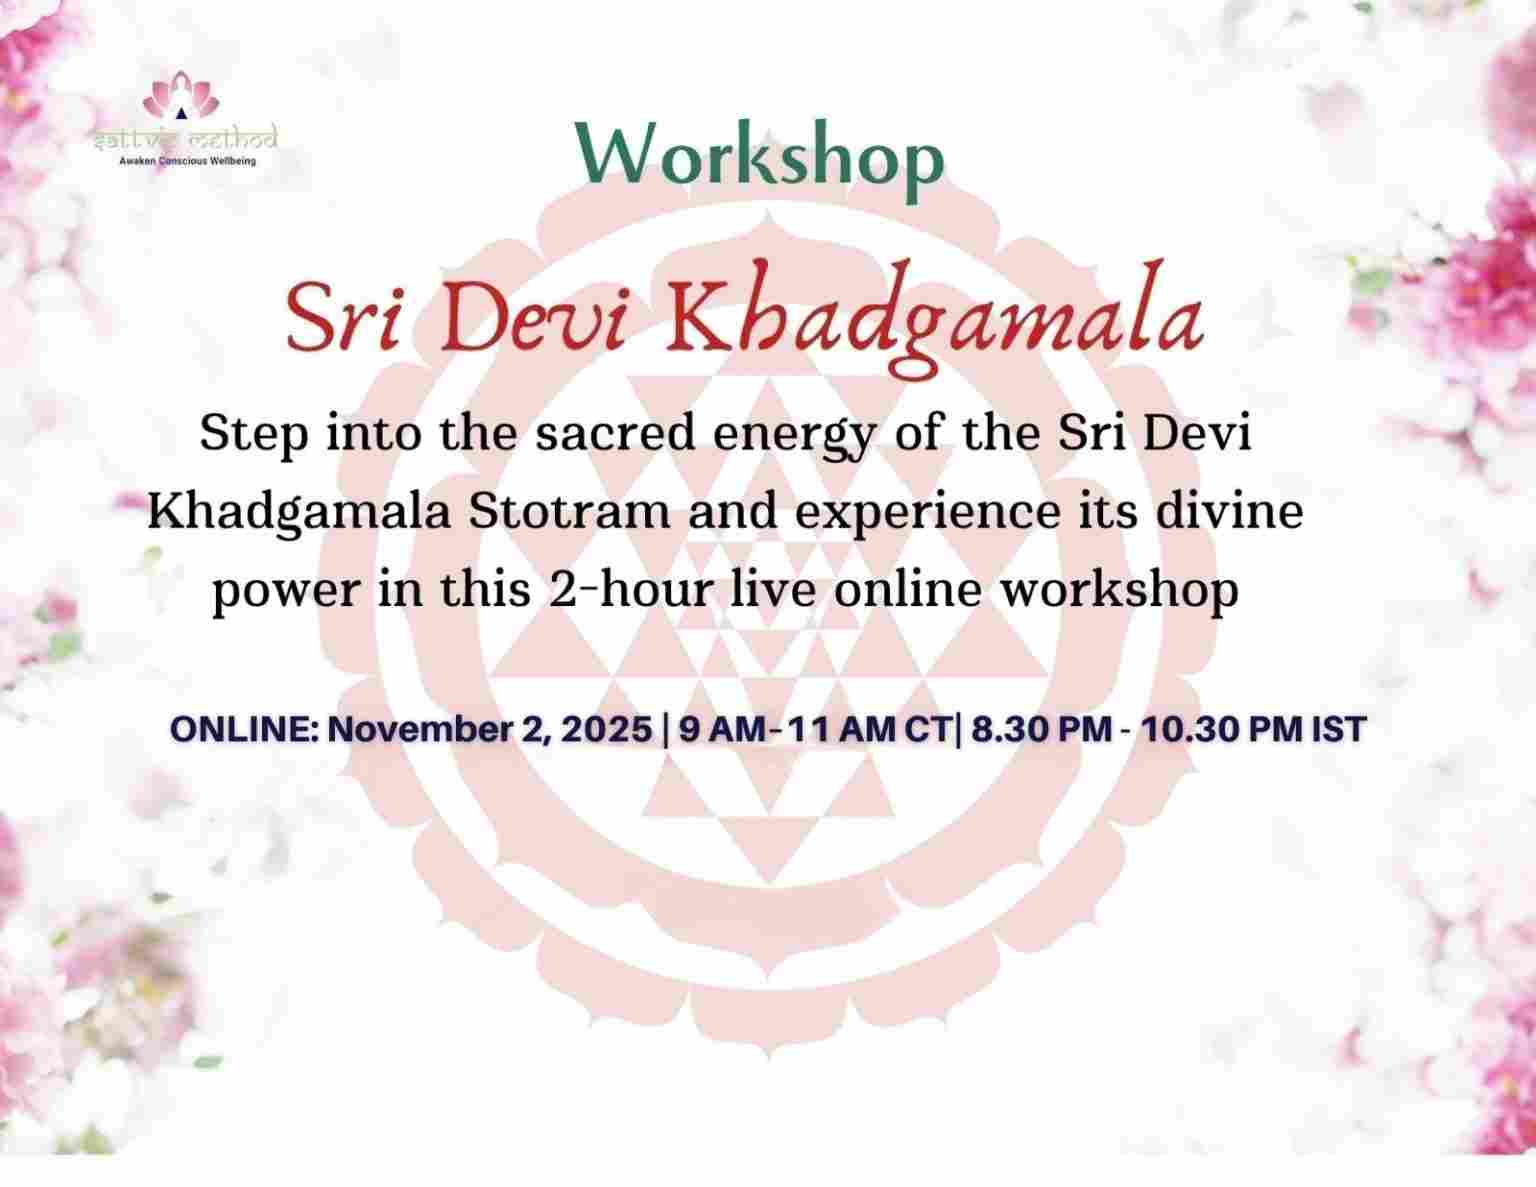 sattvic method
Awaken Conscious Wellbeing
Workshop
Sri Devi Khadgamala
Step into the sacred energy of the Sri Devi
Khadgamala Stotram and experience its divine
power in this 2-hour live online workshop
ONLINE: November 2, 2025 | 9 AM-11 AM CT| 8.30 PM - 10.30 PM IST